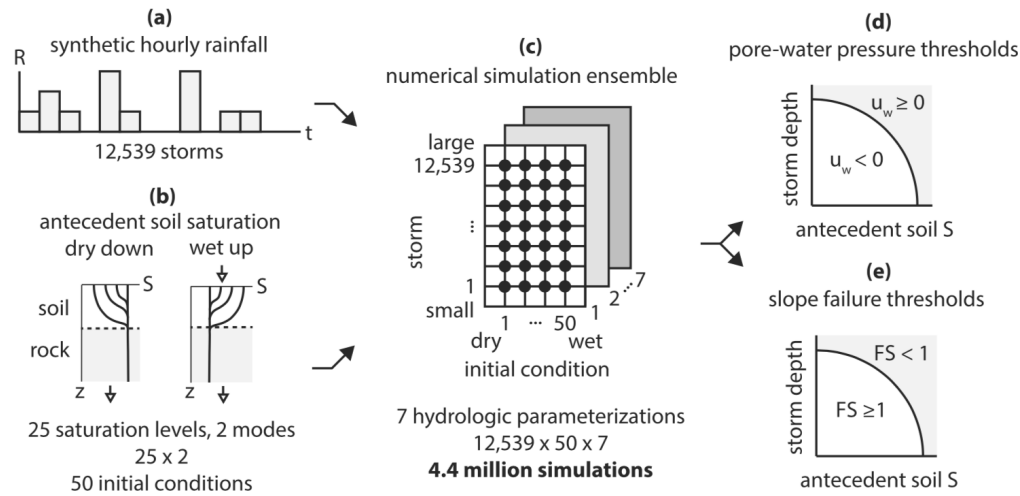 (a)
synthetic hourly rainfall
R
t
12,539 storms
(b)
antecedent soil saturation
dry down wet up
S S
soil
rock
z z
25 saturation levels, 2 modes
25 x 2
50 initial conditions
(c)
numerical simulation ensemble
large
12,539
...
storm
1
small
1 ... 50
dry wet
1 2 ... 7
initial condition
7 hydrologic parameterizations
12,539 x 50 x 7
4.4 million simulations
(d)
pore-water pressure thresholds
storm depth
u_w ≥ 0
u_w < 0
antecedent soil S
(e)
slope failure thresholds
storm depth
FS < 1
FS ≥1
antecedent soil S